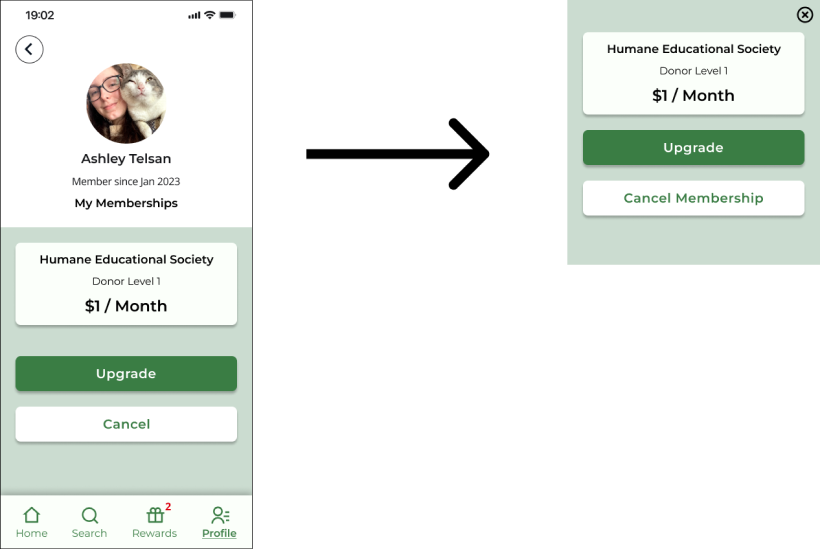 19:02
Ashley Telsan
Member since Jan 2023
My Memberships
Humane Educational Society
Donor Level 1
$1 / Month
Upgrade
Cancel
2
Home Search Rewards Profile
Humane Educational Society
Donor Level 1
$1 / Month
Upgrade
Cancel Membership